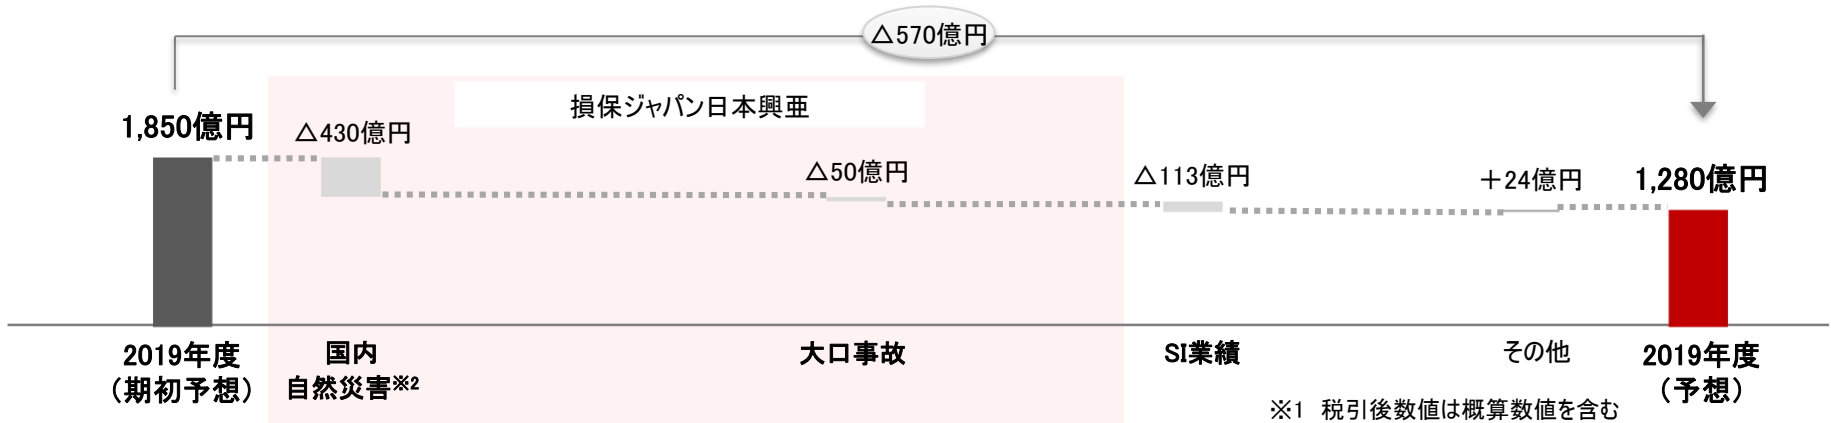 △570億円
損保ジャパン日本興亜
1,850億円
△430億円
△50億円
△113億円
＋24億円
1,280億円
2019年度
（期初予想）
国内
自然災害※2
大口事故
SI業績
その他
2019年度
（予想）
※1　税引後数値は概算数値を含む